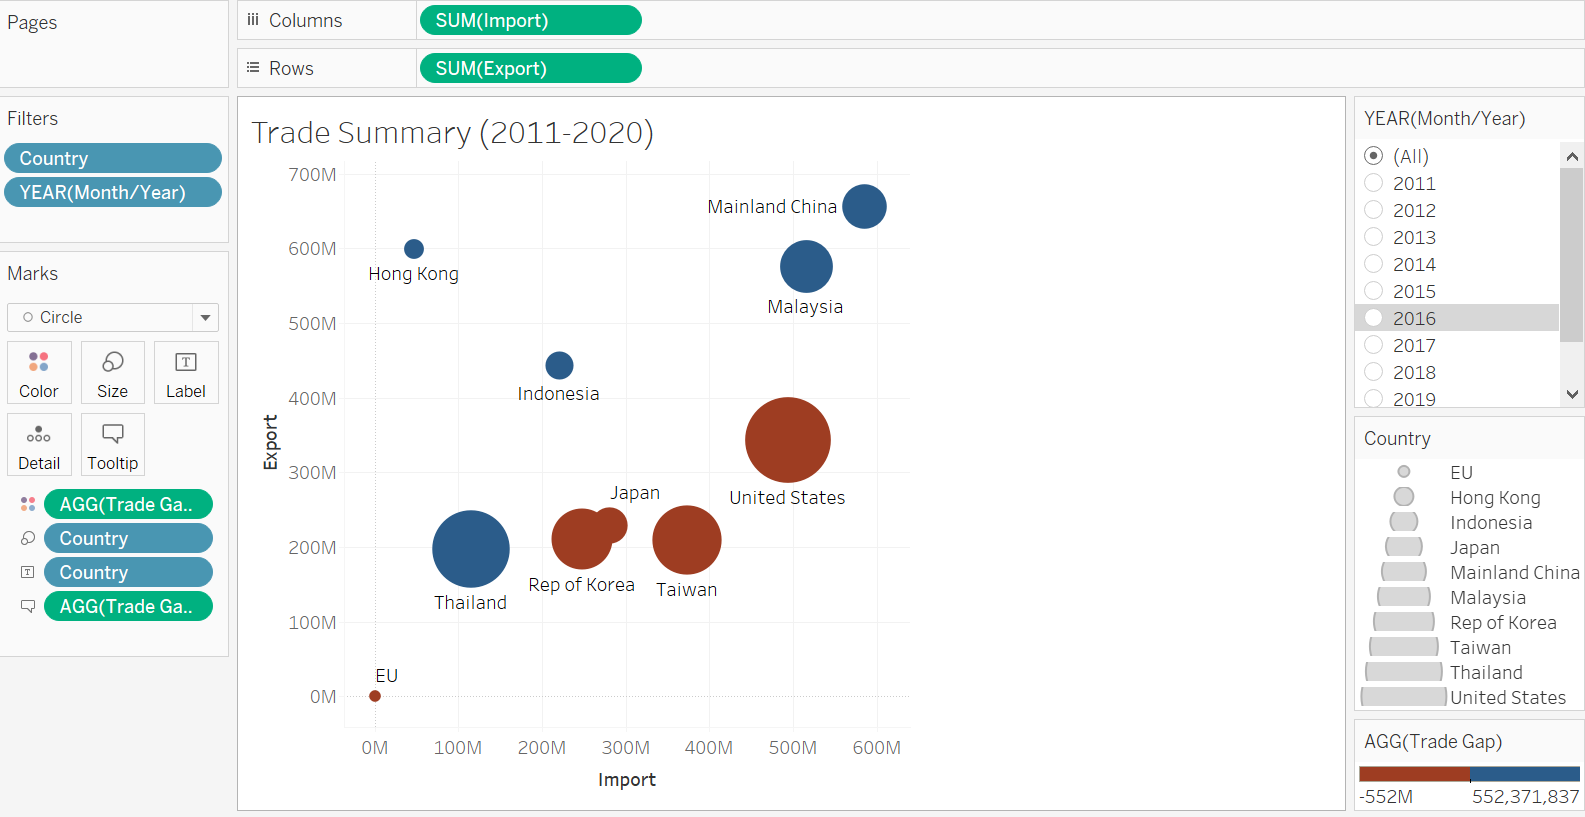 Pages
Columns
SUM(Import)
Rows
SUM(Export)
Filters
Country
YEAR(Month/Year)
Marks
Circle
Color
Size
T
Label
Detail
Tooltip
AGG(Trade Ga..
Country
T
Country
AGG(Trade Ga..
Trade Summary (2011-2020)
700M
600M
500M
400M
300M
200M
100M
0M
Export
Mainland China
Hong Kong
Malaysia
Indonesia
United States
Japan
Rep of Korea
Taiwan
Thailand
EU
0M
100M
200M
300M
400M
500M
600M
Import
YEAR(Month/Year)
(All)
2011
2012
2013
2014
2015
2016
2017
2018
2019
Country
EU
Hong Kong
Indonesia
Japan
Mainland China
Malaysia
Rep of Korea
Taiwan
Thailand
United States
AGG(Trade Gap)
-552M
552,371,837